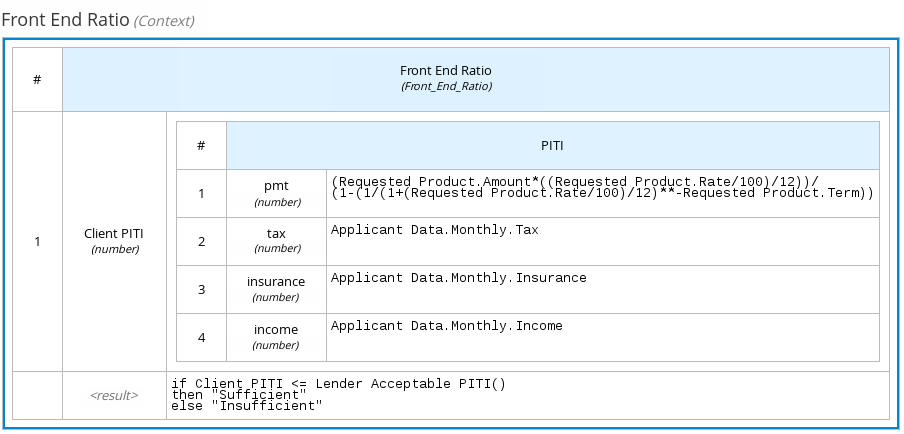 Front End Ratio (Context)
# Front End Ratio
(Front_End_Ratio)
1 Client PITI
(number)
# PITI
1 pmt
(number)
(Requested Product.Amount*((Requested Product.Rate/100)/12))/
(1-(1/(1+(Requested Product.Rate/100)/12)**-Requested Product.Term))
2 tax
(number)
Applicant Data.Monthly.Tax
3 insurance
(number)
Applicant Data.Monthly.Insurance
4 income
(number)
Applicant Data.Monthly.Income
<result>
if Client PITI <= Lender Acceptable PITI()
then "Sufficient"
else "Insufficient"